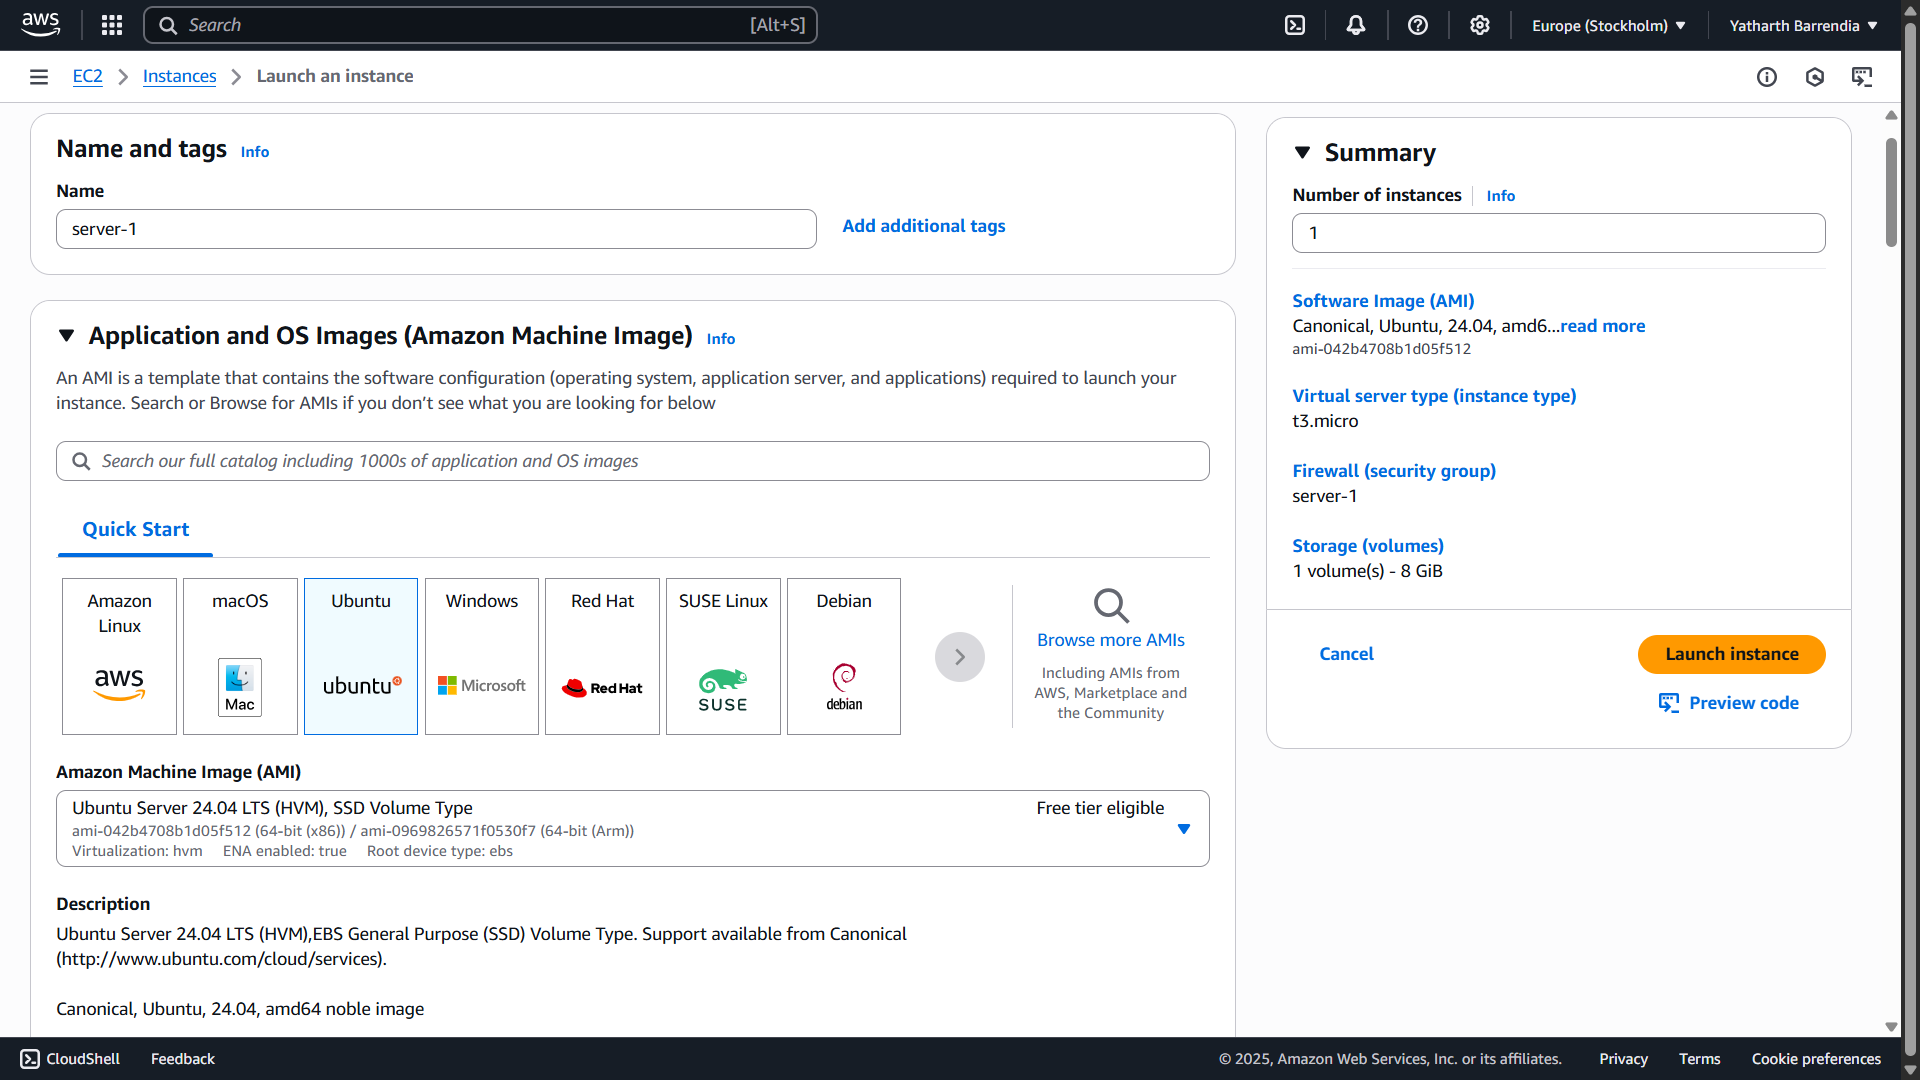 aws
Search
[Alt+S]
Europe (Stockholm)
Yatharth Barrendia
EC2
Instances
Launch an instance
Name and tags
Info
Name
server-1
Add additional tags
Application and OS Images (Amazon Machine Image)
Info
An AMI is a template that contains the software configuration (operating system, application server, and applications) required to launch your
instance. Search or Browse for AMIs if you don’t see what you are looking for below
Search our full catalog including 1000s of application and OS images
Quick Start
Amazon
Linux
aws
macOS
Mac
Ubuntu
ubuntu
Windows
Microsoft
Red Hat
Red Hat
SUSE Linux
SUSE
Debian
debian
Browse more AMIs
Including AMIs from
AWS, Marketplace and
the Community
Amazon Machine Image (AMI)
Ubuntu Server 24.04 LTS (HVM), SSD Volume Type
Free tier eligible
ami-042b4708b1d05f512 (64-bit (x86)) / ami-0969826571f0530f7 (64-bit (Arm))
Virtualization: hvm
ENA enabled: true
Root device type: ebs
Description
Ubuntu Server 24.04 LTS (HVM),EBS General Purpose (SSD) Volume Type. Support available from Canonical
(http://www.ubuntu.com/cloud/services).
Canonical, Ubuntu, 24.04, amd64 noble image
Summary
Number of instances
Info
1
Software Image (AMI)
Canonical, Ubuntu, 24.04, amd6...read more
ami-042b4708b1d05f512
Virtual server type (instance type)
t3.micro
Firewall (security group)
server-1
Storage (volumes)
1 volume(s) - 8 GiB
Cancel
Launch instance
Preview code
CloudShell
Feedback
© 2025, Amazon Web Services, Inc. or its affiliates.
Privacy
Terms
Cookie preferences